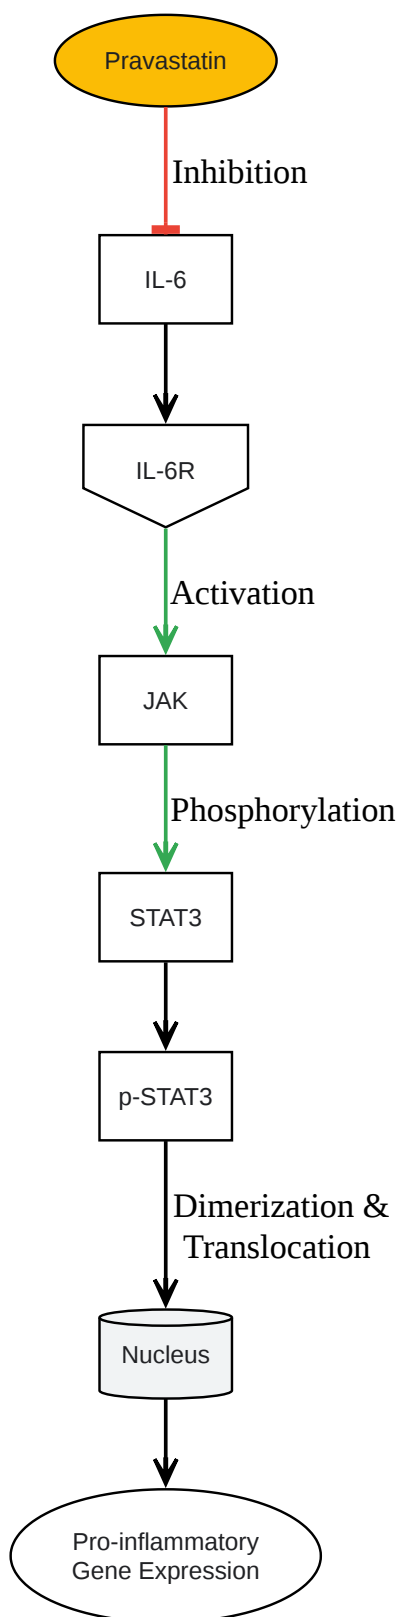 Pravastatin
Inhibition
IL-6
IL-6R
Activation
JAK
Phosphorylation
STAT3
p-STAT3
Dimerization &
Translocation
Nucleus
Pro-inflammatory
Gene Expression